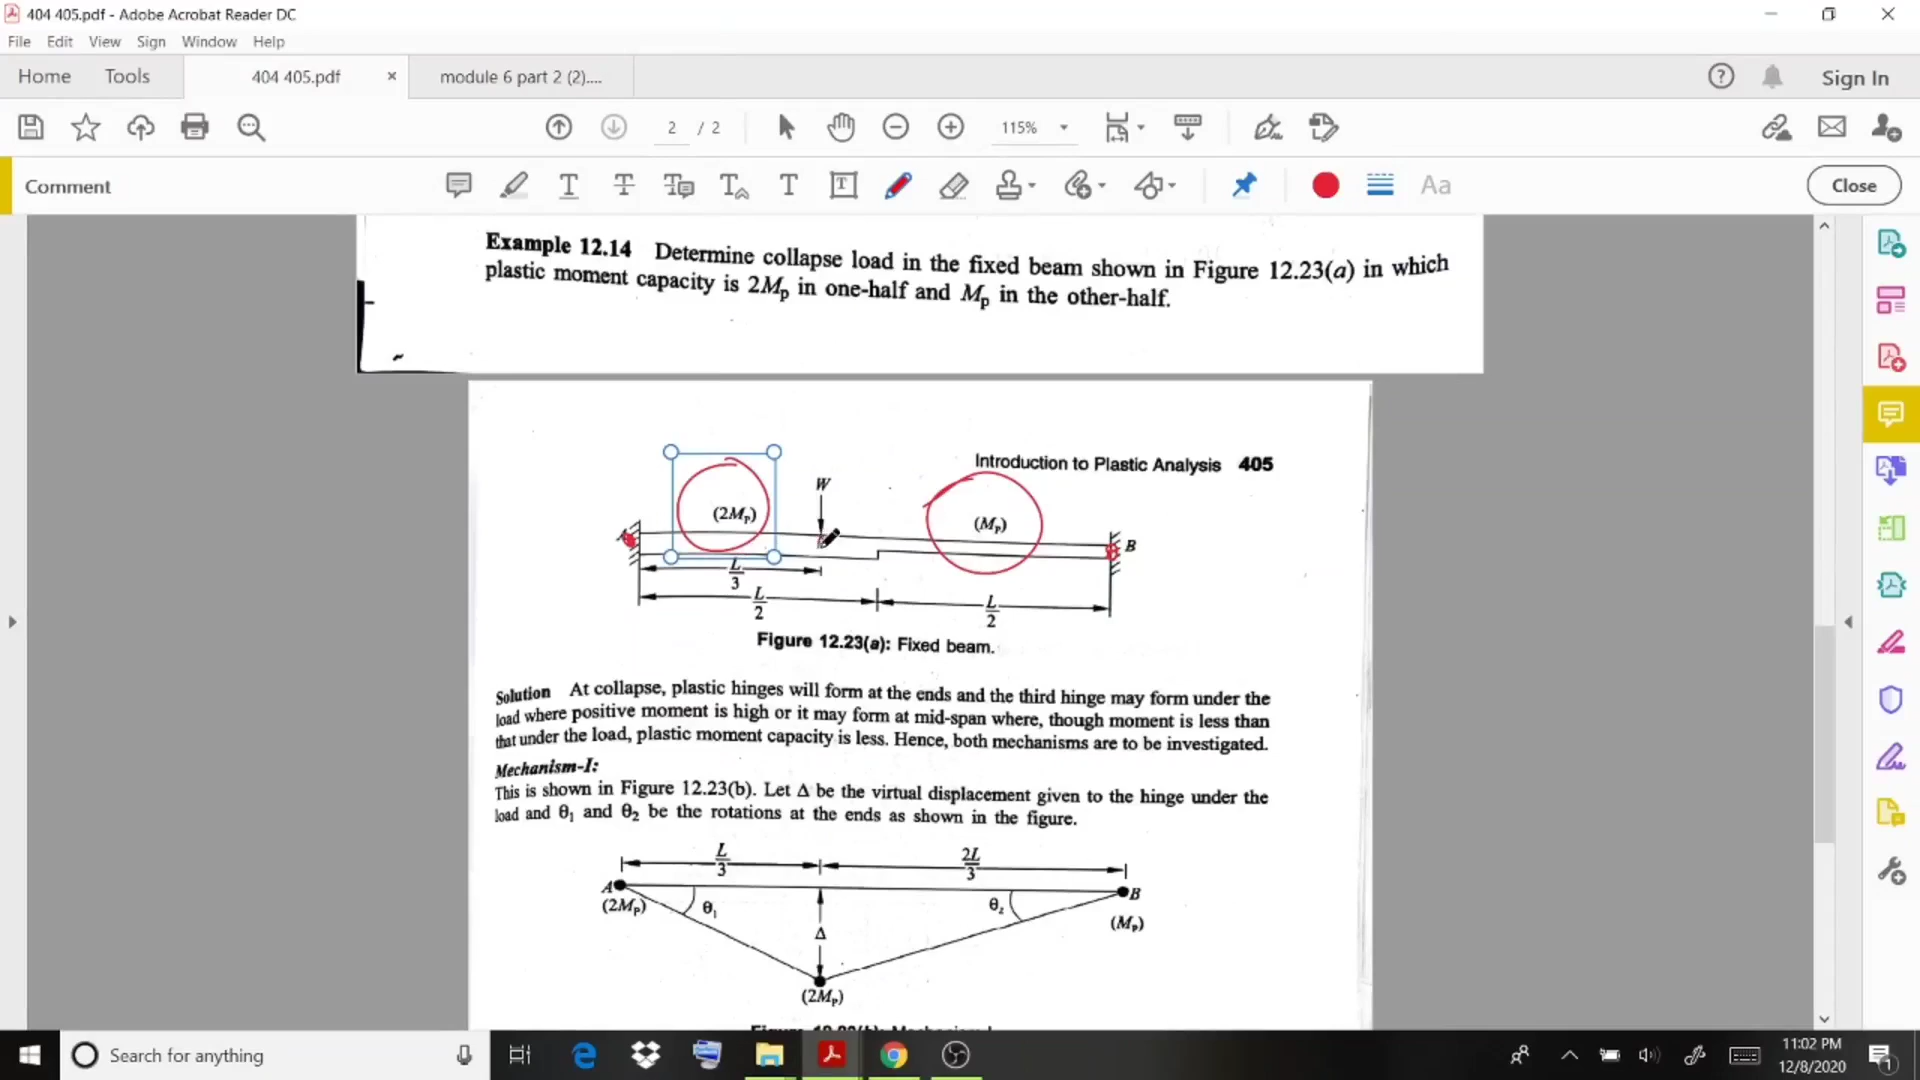 404 405.pdf - Adobe Acrobat Reader DC
File Edit View Sign Window Help
Home Tools 404 405.pdf × module 6 part 2 (2).... Sign In
2 / 2 115%
Comment Aa Close
Example 12.14 Determine collapse load in the fixed beam shown in Figure 12.23(a) in which
plastic moment capacity is 2Mp in one-half and Mp in the other-half.
Introduction to Plastic Analysis 405
W
(2Mp) (Mp)
A B
L/3
L/2 L/2
Figure 12.23(a): Fixed beam.
Solution At collapse, plastic hinges will form at the ends and the third hinge may form under the
load where positive moment is high or it may form at mid-span where, though moment is less than
that under the load, plastic moment capacity is less. Hence, both mechanisms are to be investigated.
Mechanism-I:
This is shown in Figure 12.23(b). Let Δ be the virtual displacement given to the hinge under the
load and θ1 and θ2 be the rotations at the ends as shown in the figure.
L/3 2L/3
A B
(2Mp) θ1 θ2 (Mp)
Δ
(2Mp)
Search for anything
11:02 PM
12/8/2020
1